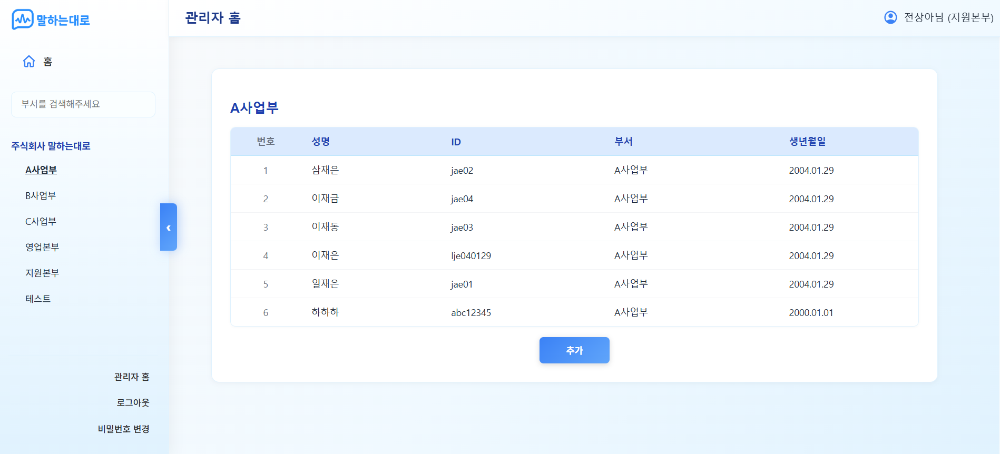 말하는대로
홈
부서를 검색해주세요
주식회사 말하는대로
A사업부
B사업부
C사업부
영업본부
지원본부
테스트
관리자 홈
로그아웃
비밀번호 변경
관리자 홈
전상아님 (지원본부)
A사업부
번호 성명 ID 부서 생년월일
1 삼재은 jae02 A사업부 2004.01.29
2 이재금 jae04 A사업부 2004.01.29
3 이재동 jae03 A사업부 2004.01.29
4 이재은 lje040129 A사업부 2004.01.29
5 일재은 jae01 A사업부 2004.01.29
6 하하하 abc12345 A사업부 2000.01.01
추가